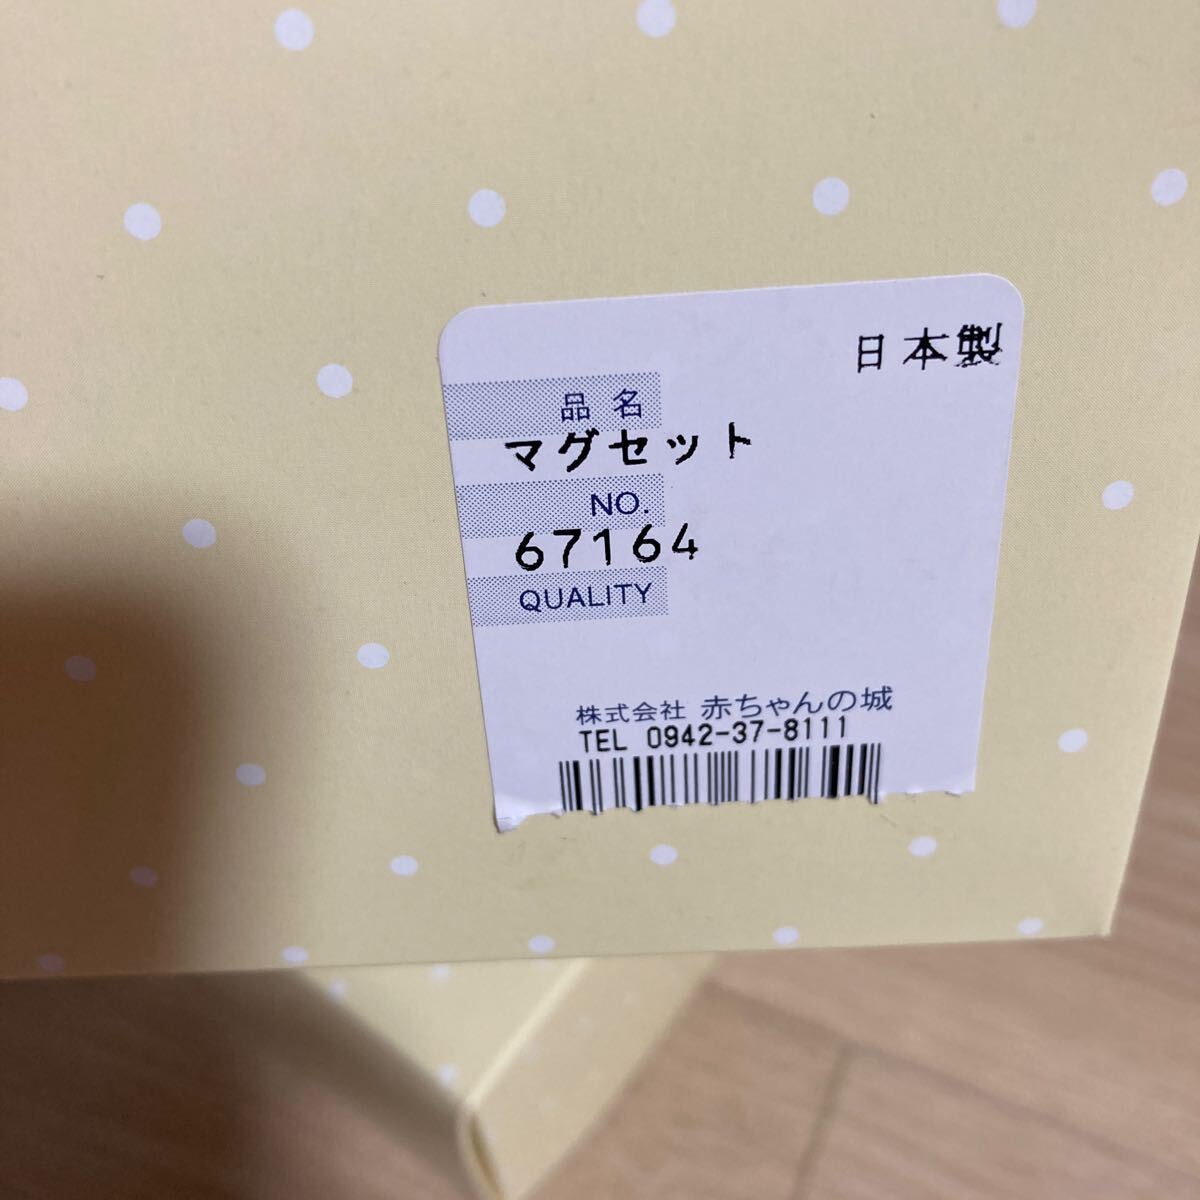 日本製
品名
マグセット
NO.
67164
QUALITY
株式会社 赤ちゃんの城
TEL 0942-37-8111